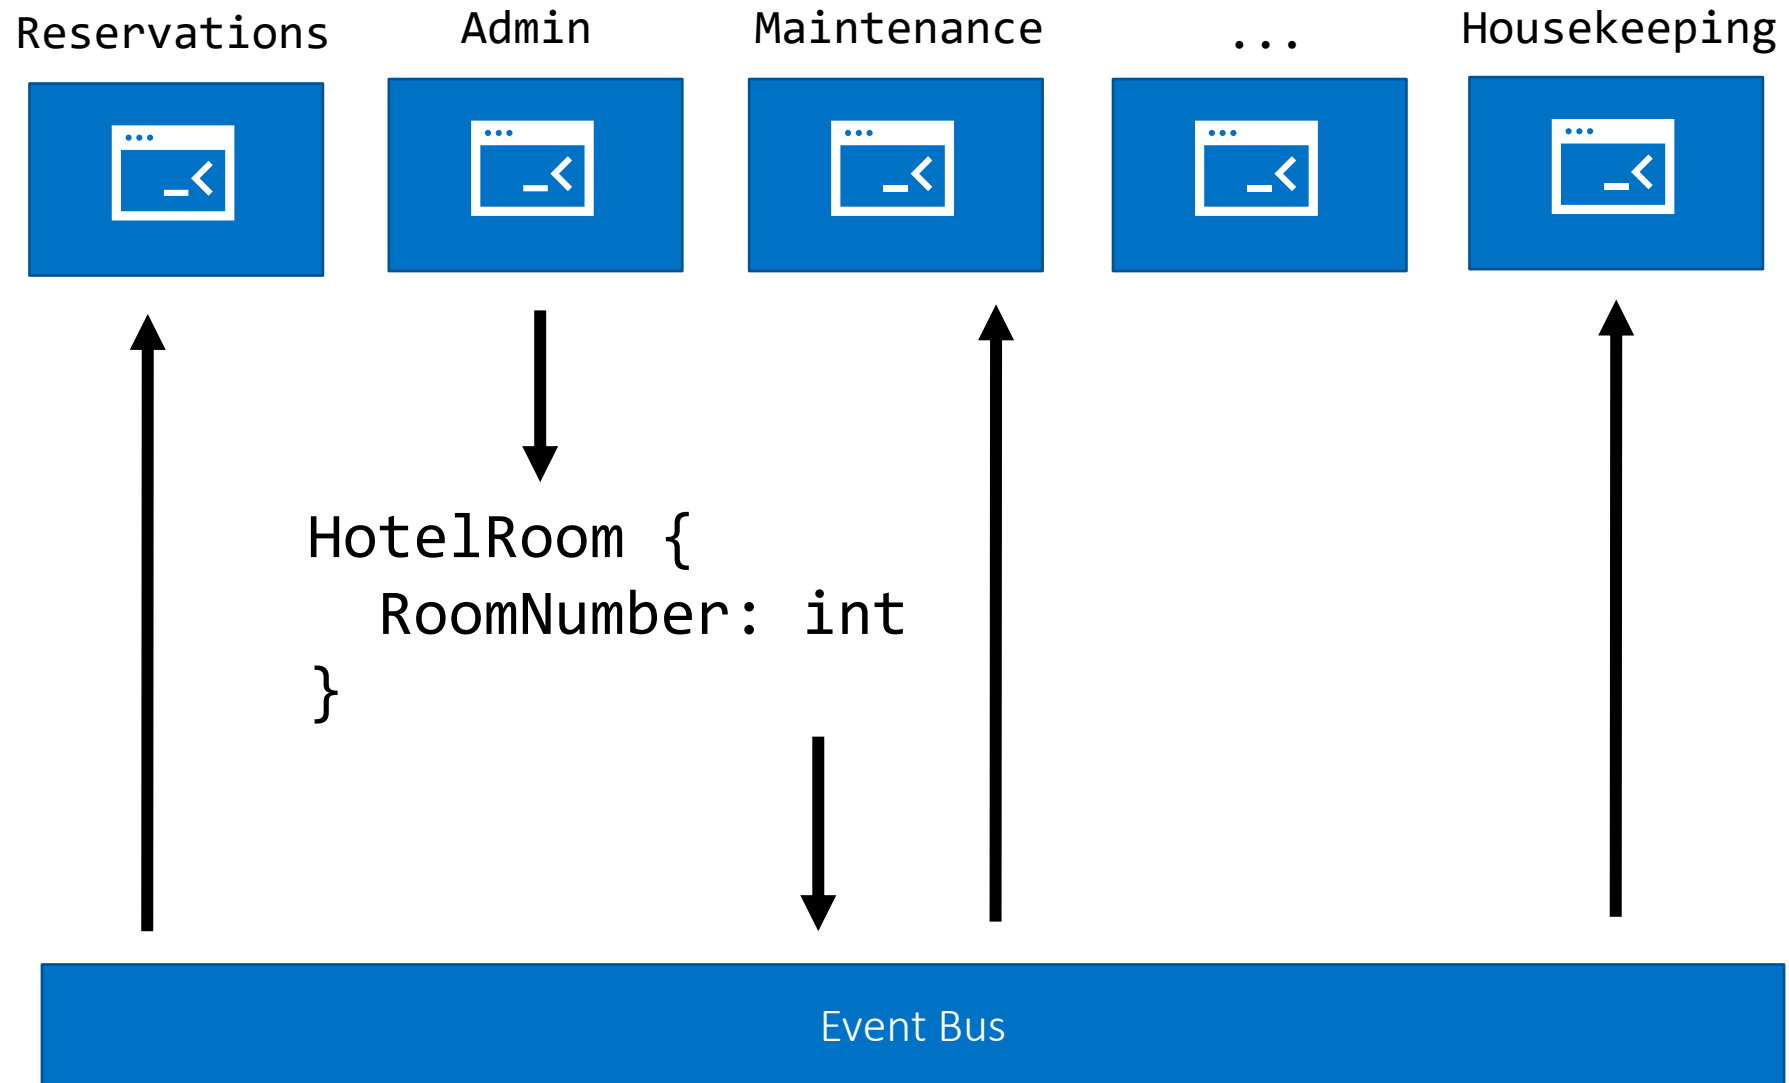 Reservations
Admin
Maintenance
...
Housekeeping
HotelRoom {
  RoomNumber: int
}
Event Bus